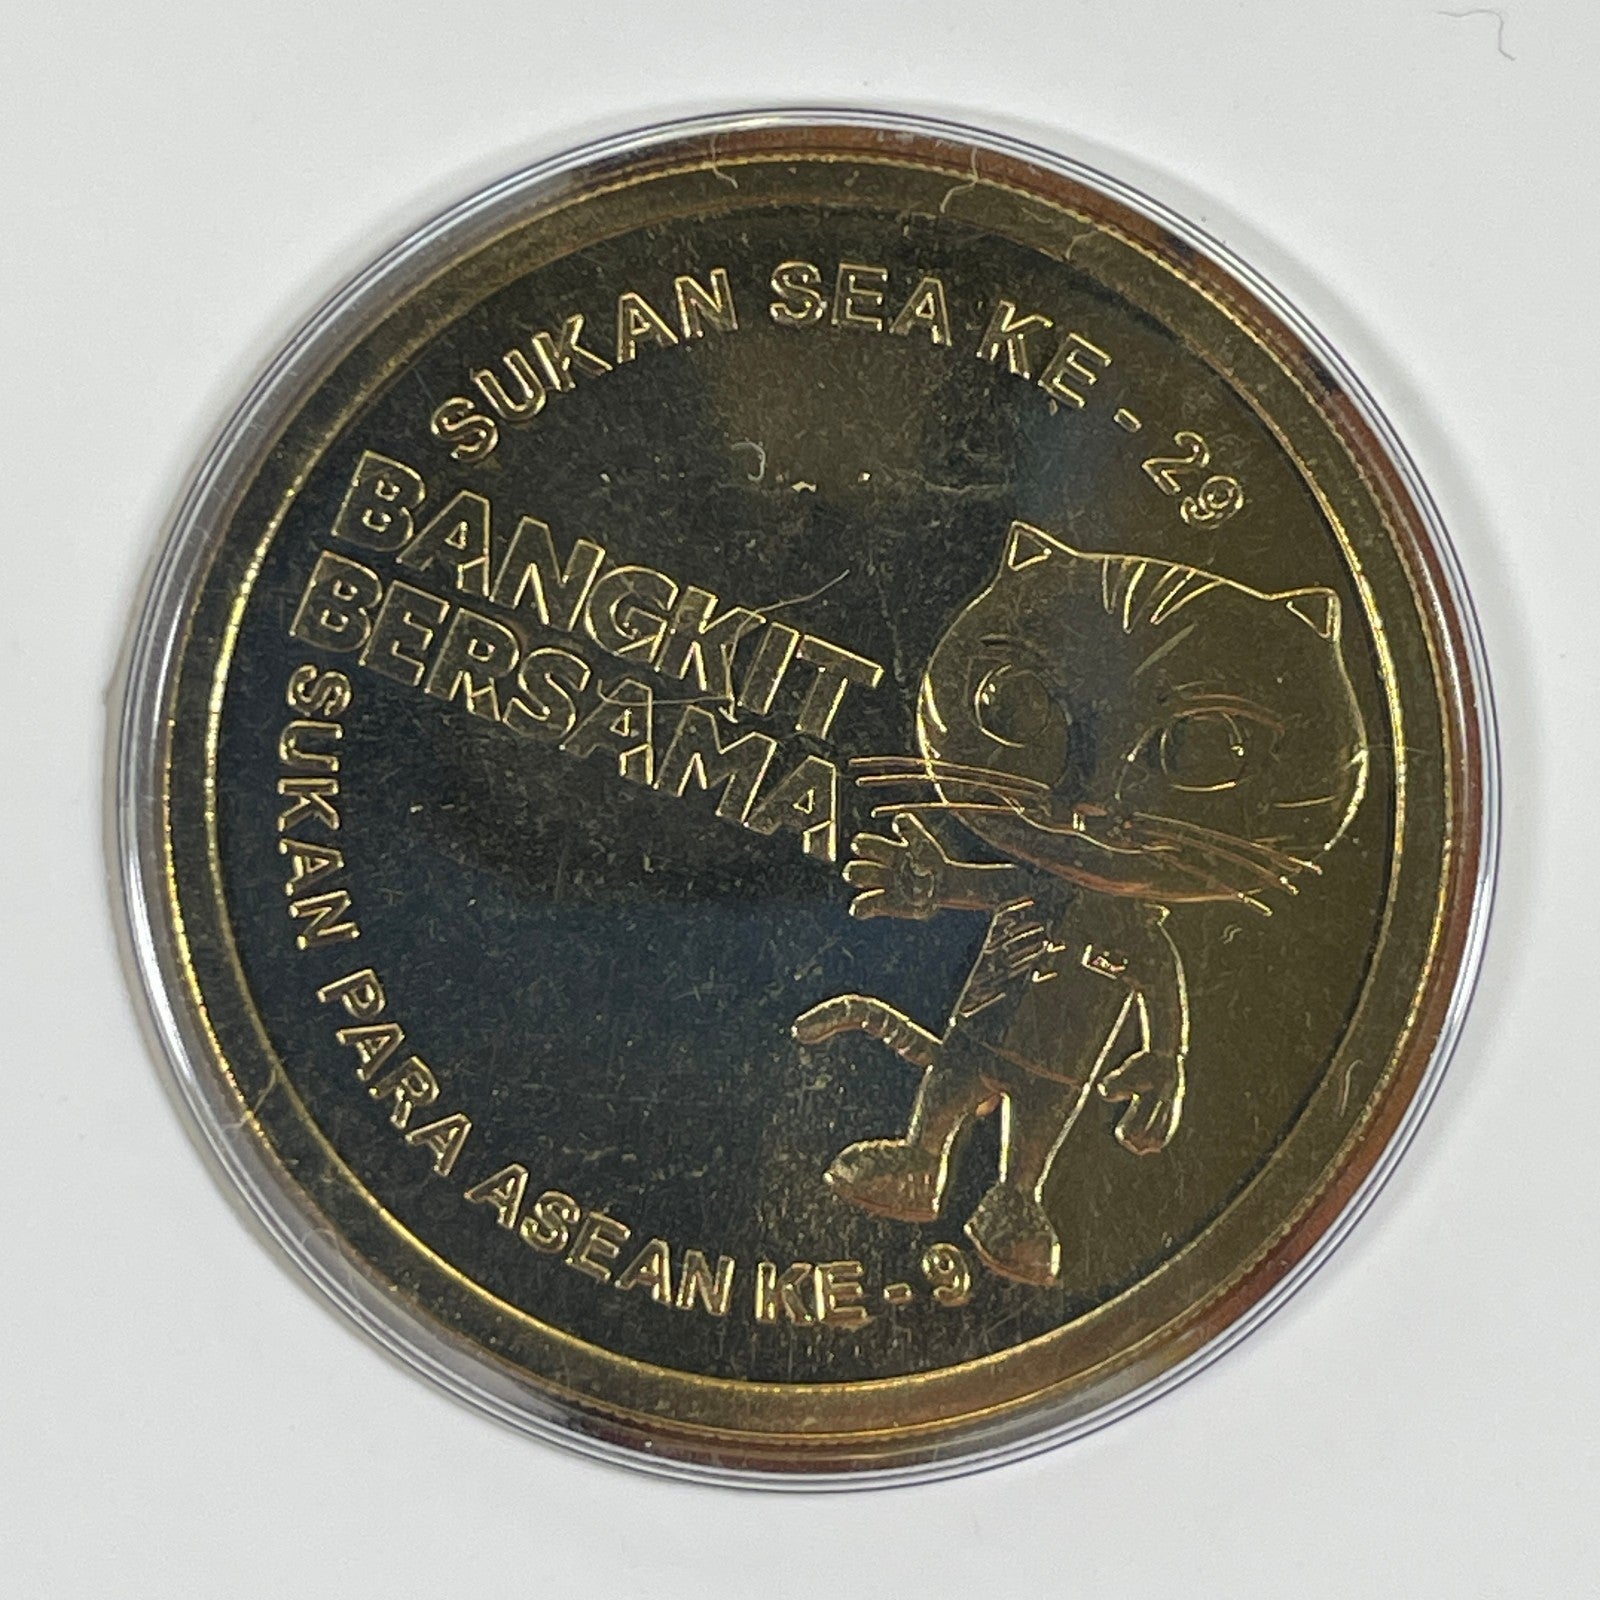 SUKAN SEA KE - 29
BANGKIT
BERSAMA
SUKAN PARA ASEAN KE - 9